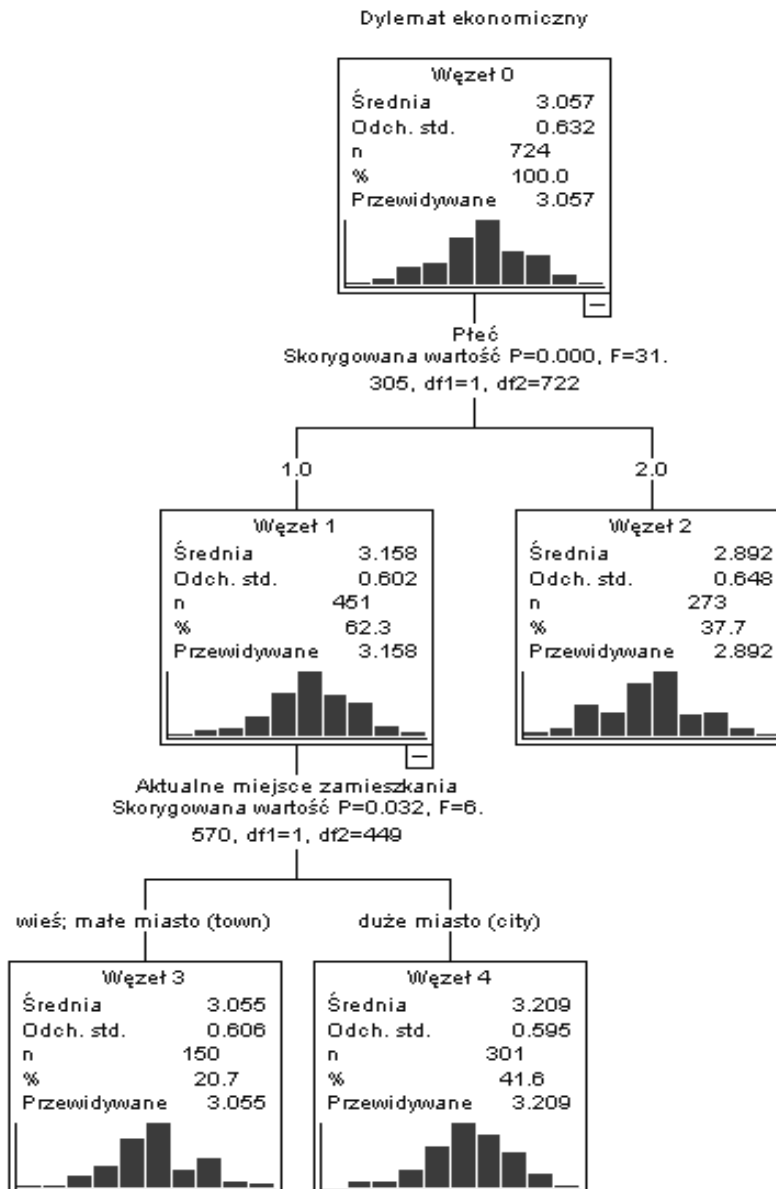 Dylemat ekonomiczny
Węzeł 0
Średnia 3.057
Odch. std. 0.632
n 724
% 100.0
Przewidywane 3.057
Płeć
Skorygowana wartość P=0.000, F=31.
305, df1=1, df2=722
1.0
2.0
Węzeł 1
Średnia 3.158
Odch. std. 0.602
n 451
% 62.3
Przewidywane 3.158
Węzeł 2
Średnia 2.892
Odch. std. 0.648
n 273
% 37.7
Przewidywane 2.892
Aktualne miejsce zamieszkania
Skorygowana wartość P=0.032, F=6.
570, df1=1, df2=449
wieś; małe miasto (town)
duże miasto (city)
Węzeł 3
Średnia 3.055
Odch. std. 0.606
n 150
% 20.7
Przewidywane 3.055
Węzeł 4
Średnia 3.209
Odch. std. 0.595
n 301
% 41.6
Przewidywane 3.209